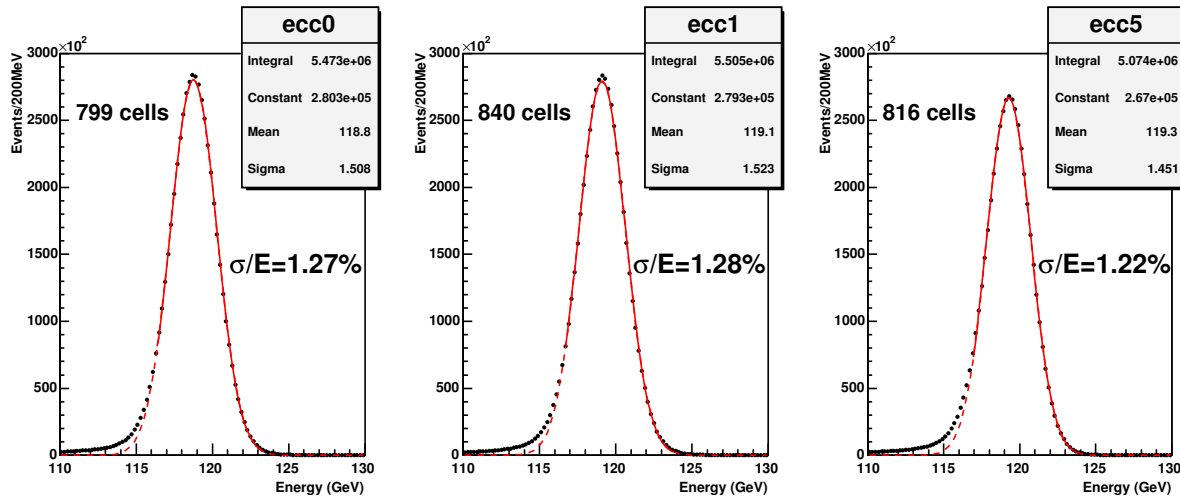 ecc0
Integral 5.473e+06
Constant 2.803e+05
Mean 118.8
Sigma 1.508
×10²
Events/200MeV
3000
2500
2000
1500
1000
500
0
799 cells
σ/E=1.27%
110 115 120 125 130
Energy (GeV)
ecc1
Integral 5.505e+06
Constant 2.793e+05
Mean 119.1
Sigma 1.523
×10²
Events/200MeV
3000
2500
2000
1500
1000
500
0
840 cells
σ/E=1.28%
110 115 120 125 130
Energy (GeV)
ecc5
Integral 5.074e+06
Constant 2.67e+05
Mean 119.3
Sigma 1.451
×10²
Events/200MeV
3000
2500
2000
1500
1000
500
0
816 cells
σ/E=1.22%
110 115 120 125 130
Energy (GeV)